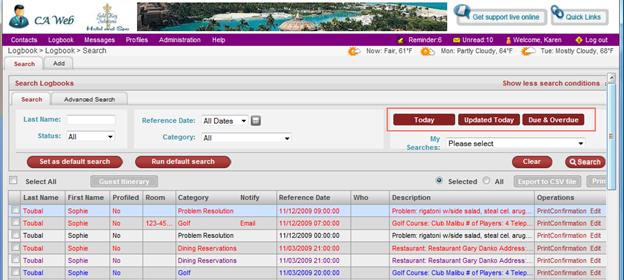 CA Web
Hotel and Spa
Get support live online
Quick Links
Contacts Logbook Messages Profiles Administration Help
Reminder:6 Unread:10 Welcome, Karen Log out
Logbook > Logbook > Search
Now: Fair, 61°F Mon: Partly Cloudy, 64°F Tue: Mostly Cloudy, 68°F
Search Add
Search Logbooks Show less search conditions
Search Advanced Search
Last Name: Reference Date: All Dates Today Updated Today Due & Overdue
Status: All Category: All My Searches: Please select
Set as default search Run default search Clear Search
Select All Guest Itinerary Selected All Export to CSV file Prin
Last Name First Name Profiled Room Category Notify Reference Date Who Description Operations
Toubal Sophie No Problem Resolution 11/12/2009 09:00:00 Problem: rigatoni w/side salad, steal cel. arug... PrintConfirmation Edit
Toubal Sophie No 123-45... Golf Email 11/12/2009 07:00:00 Golf Course: Club Malibu # of Players: 4 Telep... PrintConfirmation Edit
Toubal Sophie No Problem Resolution 11/12/2009 09:00:00 Problem: rigatoni w/side salad, steal cel. arug... PrintConfirmation Edit
Toubal Sophie No Dining Reservations 11/03/2009 21:00:00 Restaurant: Restaurant Gary Danko Address:... PrintConfirmation Edit
Toubal Sophie No Dining Reservations 11/03/2009 21:00:00 Restaurant: Restaurant Gary Danko Address:... PrintConfirmation Edit
Toubal Sophie No Golf 11/03/2009 07:00:00 Golf Course: Club Malibu # of Players: 4 Telep... PrintConfirmation Edit